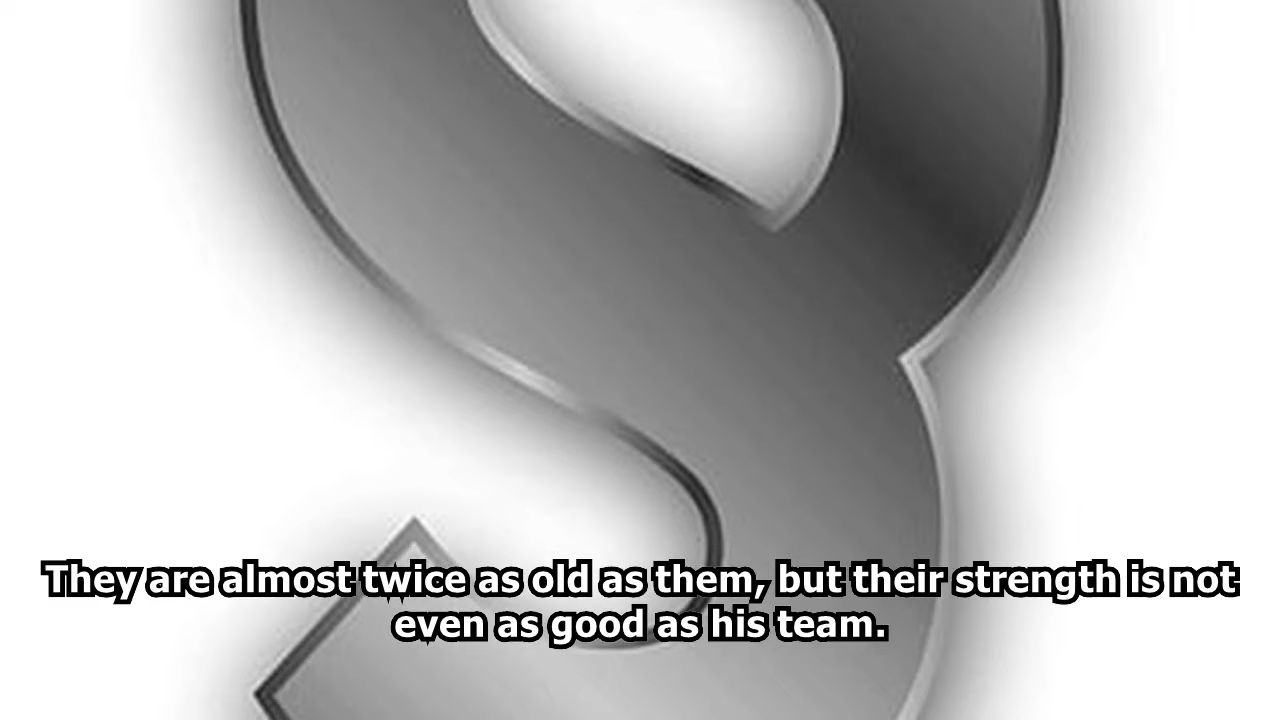 They are almost twice as old as them, but their strength is not
even as good as his team.